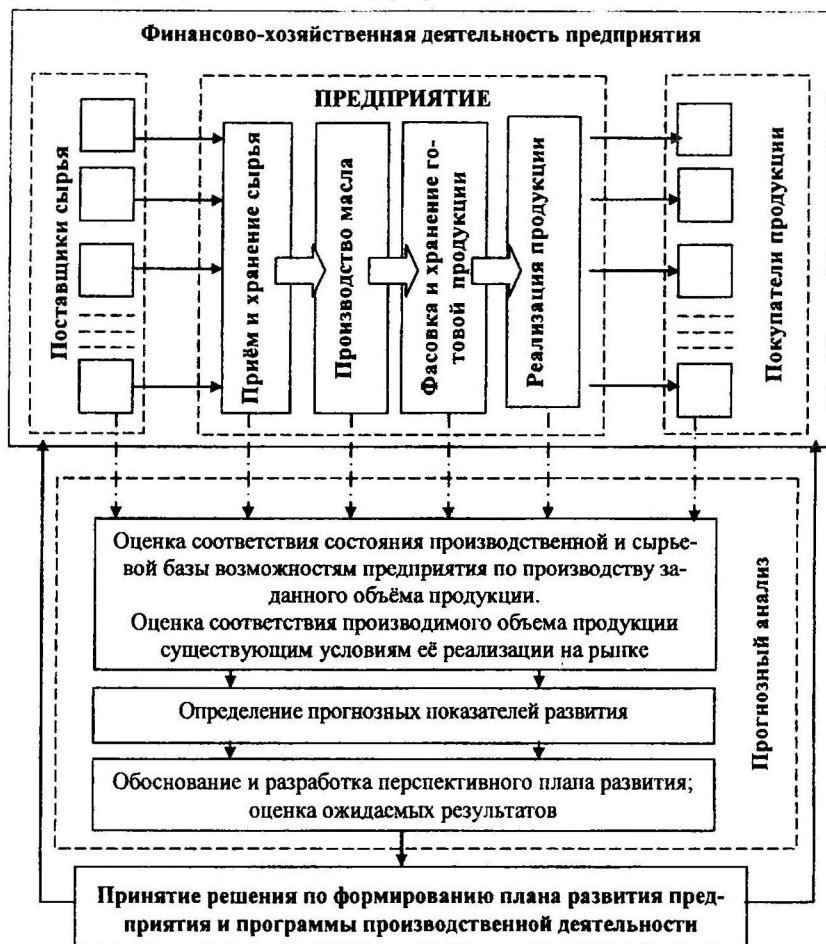 Финансово-хозяйственная деятельность предприятия
Поставщики сырья
ПРЕДПРИЯТИЕ
Приём и хранение сырья
Производство масла
Фасовка и хранение го-
товой продукции
Реализация продукции
Покупатели продукции
Оценка соответствия состояния производственной и сырье-
вой базы возможностям предприятия по производству за-
данного объёма продукции.
Оценка соответствия производимого объема продукции
существующим условиям её реализации на рынке
Определение прогнозных показателей развития
Обоснование и разработка перспективного плана развития;
оценка ожидаемых результатов
Прогнозный анализ
Принятие решения по формированию плана развития пред-
приятия и программы производственной деятельности